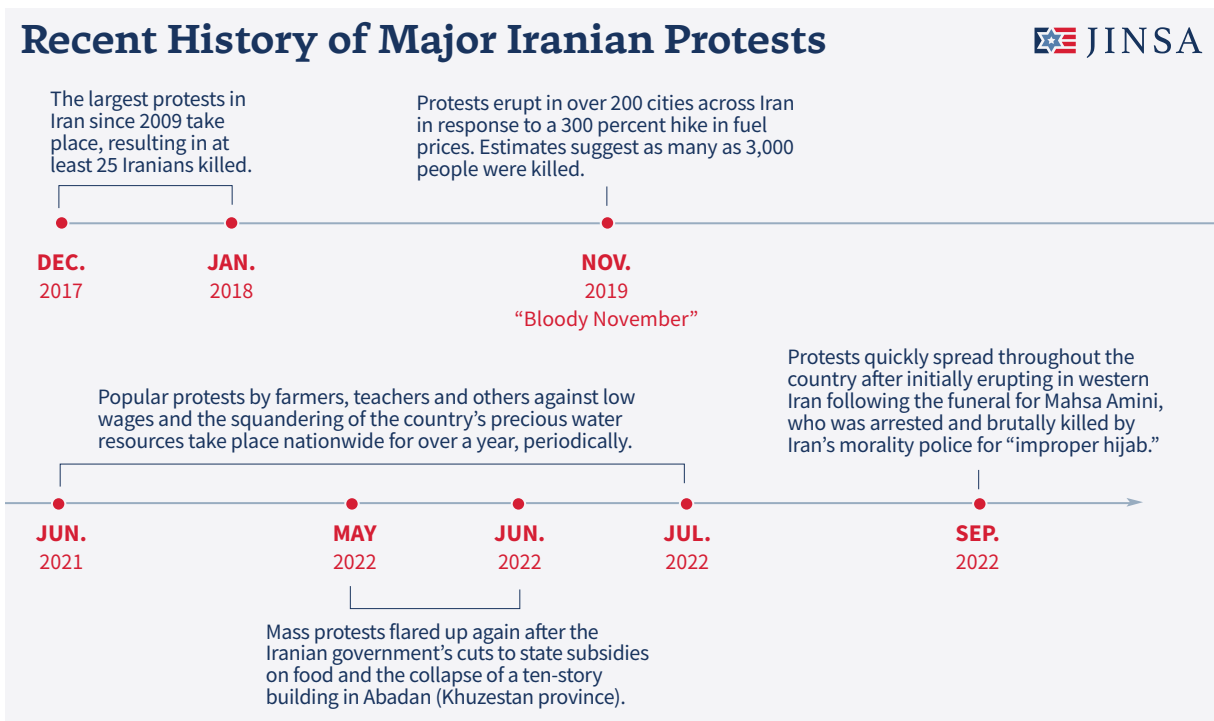 Recent History of Major Iranian Protests
JINSA
The largest protests in
Iran since 2009 take
place, resulting in at
least 25 Iranians killed.
Protests erupt in over 200 cities across Iran
in response to a 300 percent hike in fuel
prices. Estimates suggest as many as 3,000
people were killed.
DEC.
2017
JAN.
2018
NOV.
2019
“Bloody November”
Popular protests by farmers, teachers and others against low
wages and the squandering of the country’s precious water
resources take place nationwide for over a year, periodically.
Protests quickly spread throughout the
country after initially erupting in western
Iran following the funeral for Mahsa Amini,
who was arrested and brutally killed by
Iran’s morality police for “improper hijab.”
JUN.
2021
MAY
2022
JUN.
2022
JUL.
2022
SEP.
2022
Mass protests flared up again after the
Iranian government’s cuts to state subsidies
on food and the collapse of a ten-story
building in Abadan (Khuzestan province).